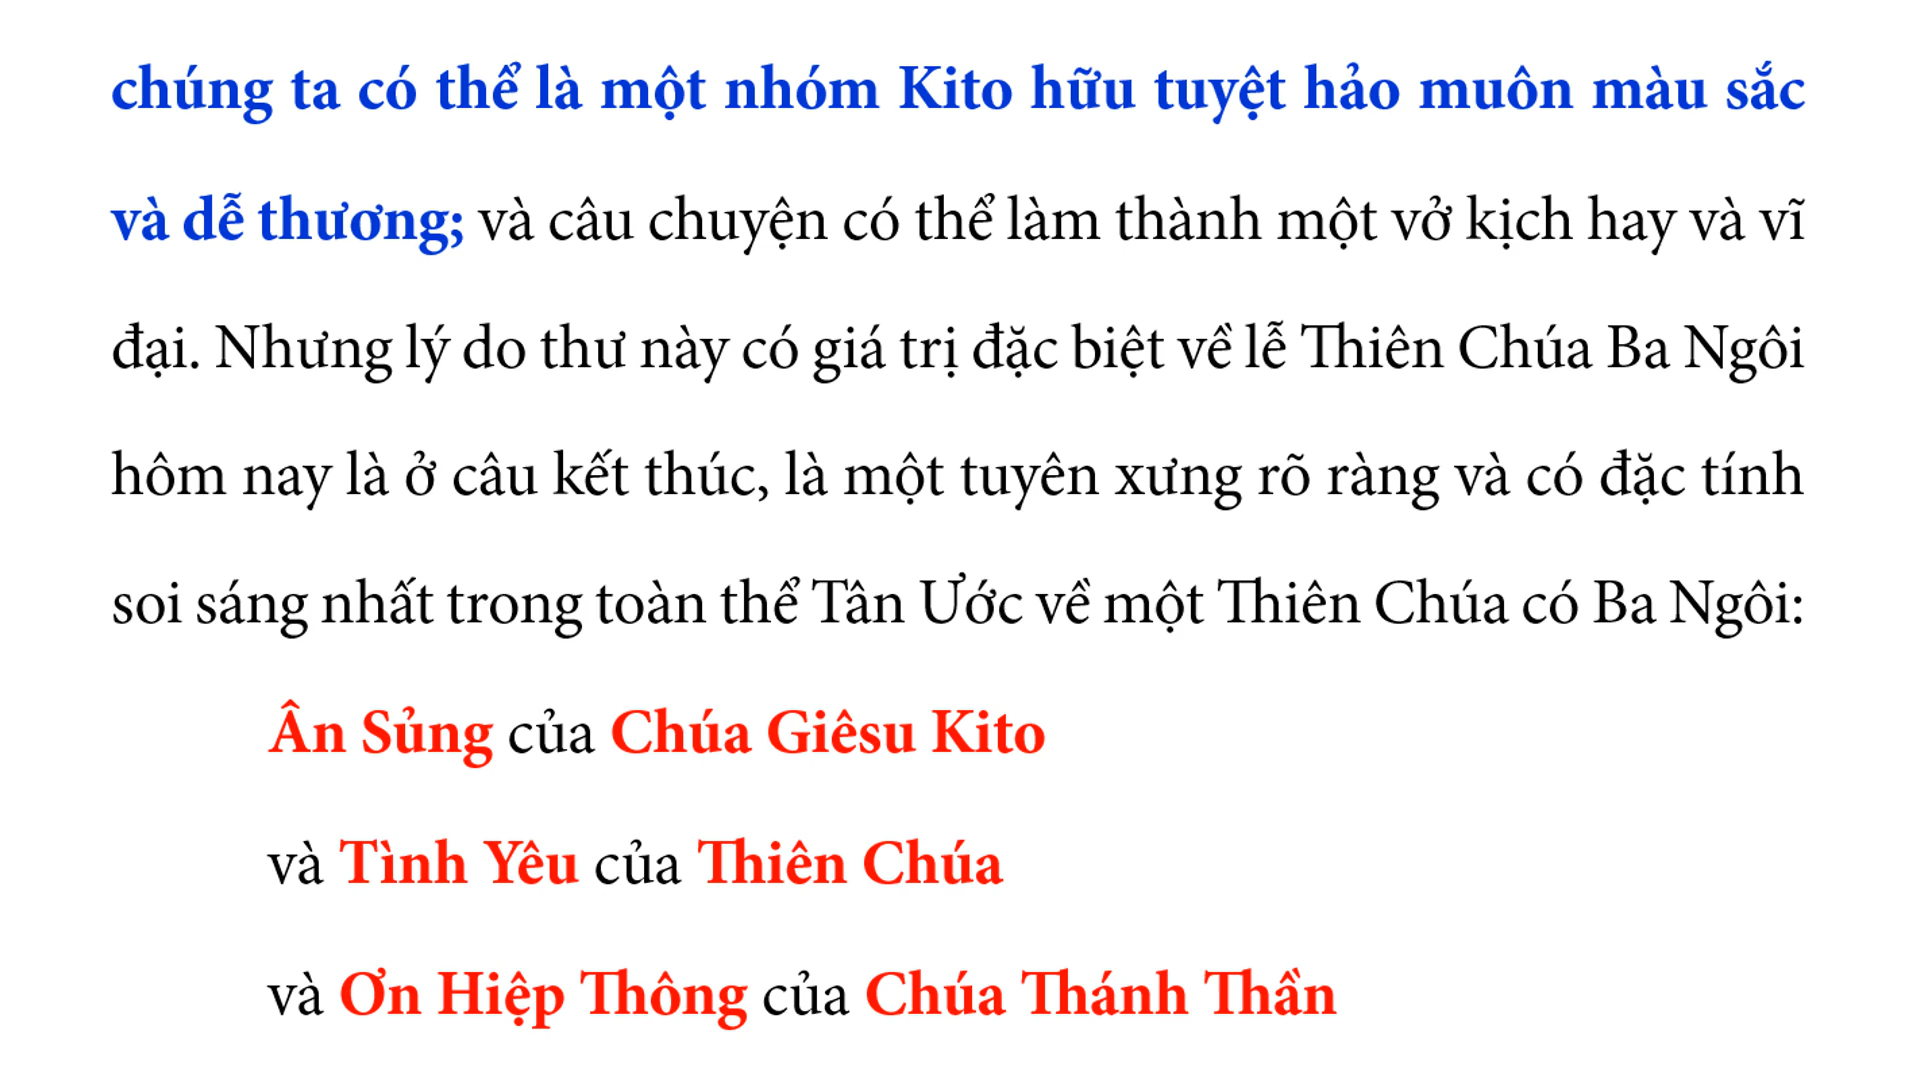 chúng ta có thể là một nhóm Kito hữu tuyệt hảo muôn màu sắc
và dễ thương; và câu chuyện có thể làm thành một vở kịch hay và vĩ
đại. Nhưng lý do thư này có giá trị đặc biệt về lễ Thiên Chúa Ba Ngôi
hôm nay là ở câu kết thúc, là một tuyên xưng rõ ràng và có đặc tính
soi sáng nhất trong toàn thể Tân Ước về một Thiên Chúa có Ba Ngôi:
Ân Sủng của Chúa Giêsu Kito
và Tình Yêu của Thiên Chúa
và Ơn Hiệp Thông của Chúa Thánh Thần